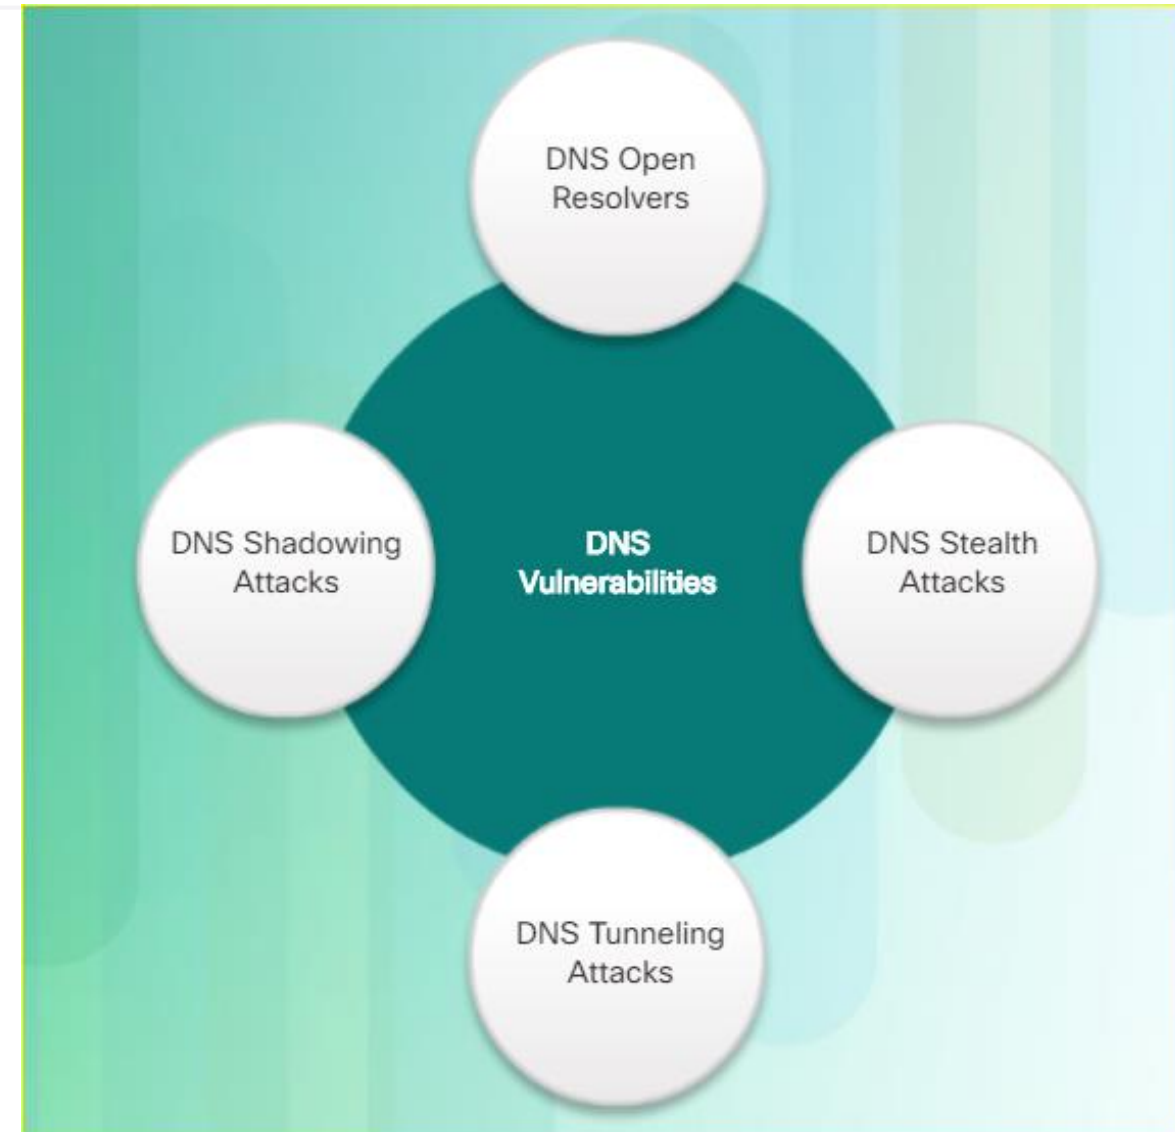 DNS Open
Resolvers
DNS Shadowing
Attacks
DNS
Vulnerabilities
DNS Stealth
Attacks
DNS Tunneling
Attacks